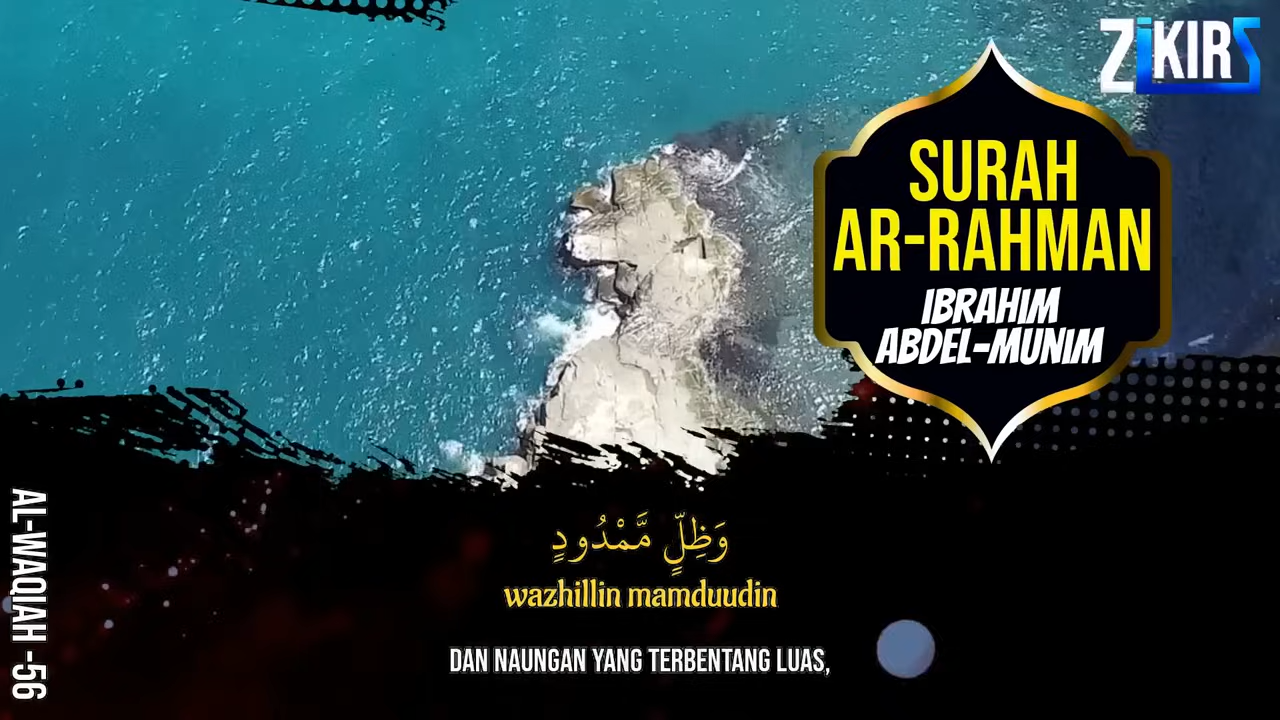 ZiKIRS
SURAH
AR-RAHMAN
IBRAHIM
ABDEL-MUNIM
وَظِلٍّ مَّمْدُودٍ
wazhillin mamduudin
DAN NAUNGAN YANG TERBENTANG LUAS,
AL-WAQIAH -56